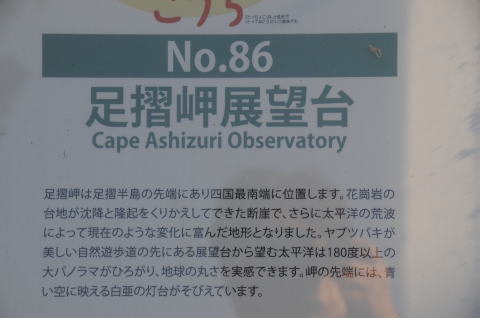 こうち
No.86
足摺岬展望台
Cape Ashizuri Observatory
足摺岬は足摺半島の先端にあり四国最南端に位置します。花崗岩の
台地が沈降と隆起をくりかえしてできた断崖で、さらに太平洋の荒波
によって現在のような変化に富んだ地形となりました。ヤブツバキが
美しい自然遊歩道の先にある展望台から望む太平洋は180度以上の
大パノラマがひろがり、地球の丸さを実感できます。岬の先端には、青
い空に映える白亜の灯台がそびえています。